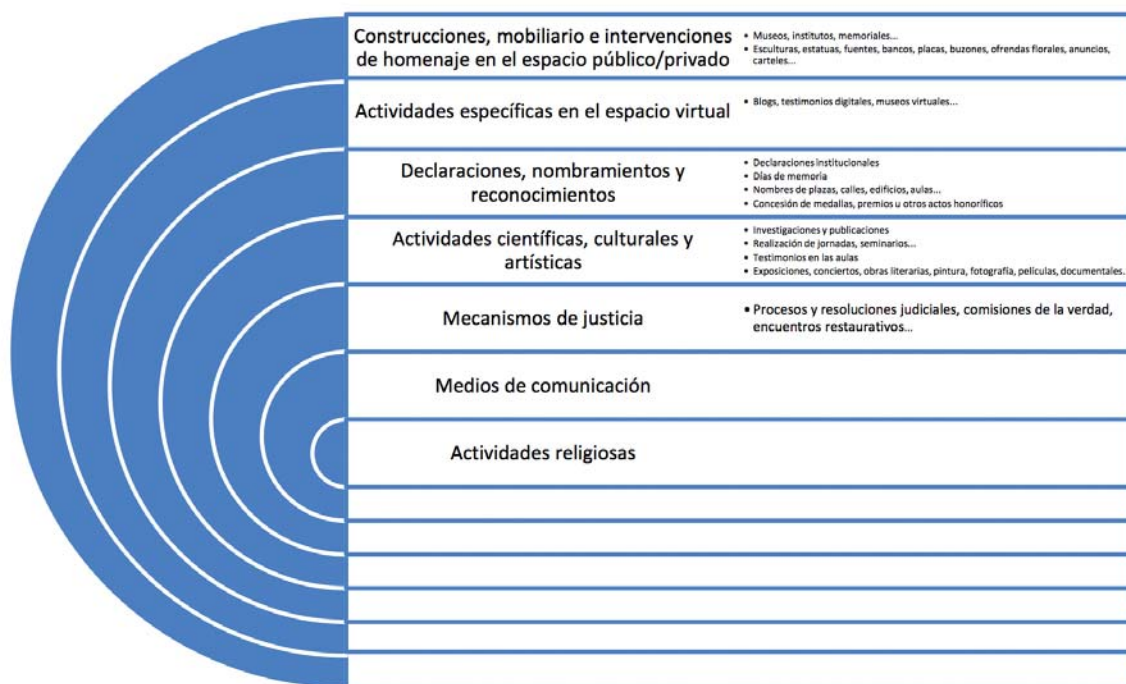 Construcciones, mobiliario e intervenciones
de homenaje en el espacio público/privado
• Museos, institutos, memoriales...
• Esculturas, estatuas, fuentes, bancos, placas, buzones, ofrendas florales, anuncios,
carteles...
Actividades específicas en el espacio virtual
• Blogs, testimonios digitales, museos virtuales...
Declaraciones, nombramientos y
reconocimientos
• Declaraciones institucionales
• Días de memoria
• Nombres de plazas, calles, edificios, aulas...
• Concesión de medallas, premios u otros actos honoríficos
Actividades científicas, culturales y
artísticas
• Investigaciones y publicaciones
• Realización de jornadas, seminarios...
• Testimonios en las aulas
• Exposiciones, conciertos, obras literarias, pintura, fotografía, películas, documentales...
Mecanismos de justicia
• Procesos y resoluciones judiciales, comisiones de la verdad,
encuentros restaurativos...
Medios de comunicación
Actividades religiosas